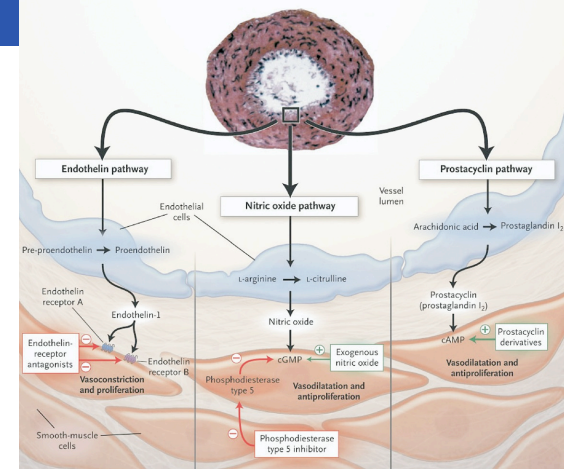 Endothelin pathway
Prostacyclin pathway
Nitric oxide pathway
Vessel
lumen
Endothelial
cells
Pre-proendothelin
Proendothelin
L-arginine
L-citrulline
Arachidonic acid
Prostaglandin I2
Endothelin
receptor A
Endothelin-1
Nitric oxide
Prostacyclin
(prostaglandin I2)
Endothelin-
receptor
antagonists
Endothelin
receptor B
Vasoconstriction
and proliferation
cGMP
Exogenous
nitric oxide
Phosphodiesterase
type 5
Vasodilatation and
antiproliferation
cAMP
Prostacyclin
derivatives
Vasodilatation and
antiproliferation
Smooth-muscle
cells
Phosphodiesterase
type 5 inhibitor